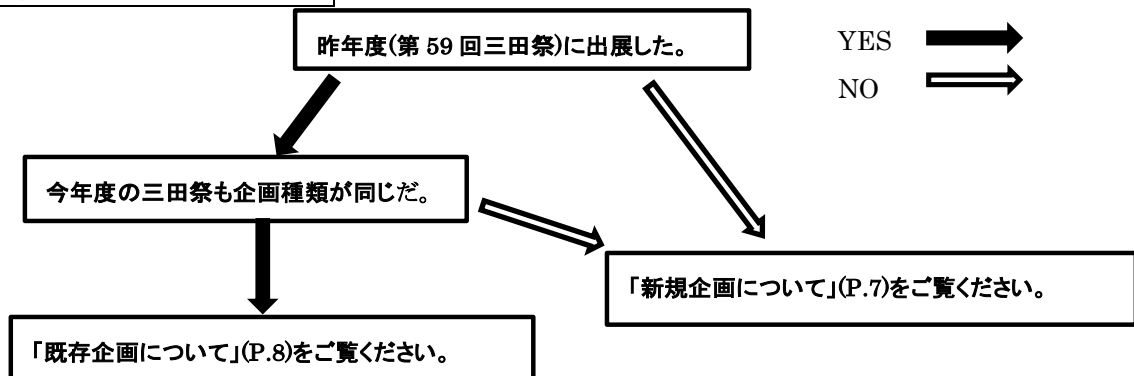 昨年度(第 59 回三田祭)に出展した。
YES
NO
今年度の三田祭も企画種類が同じだ。
「新規企画について」(P.7)をご覧ください。
「既存企画について」(P.8)をご覧ください。